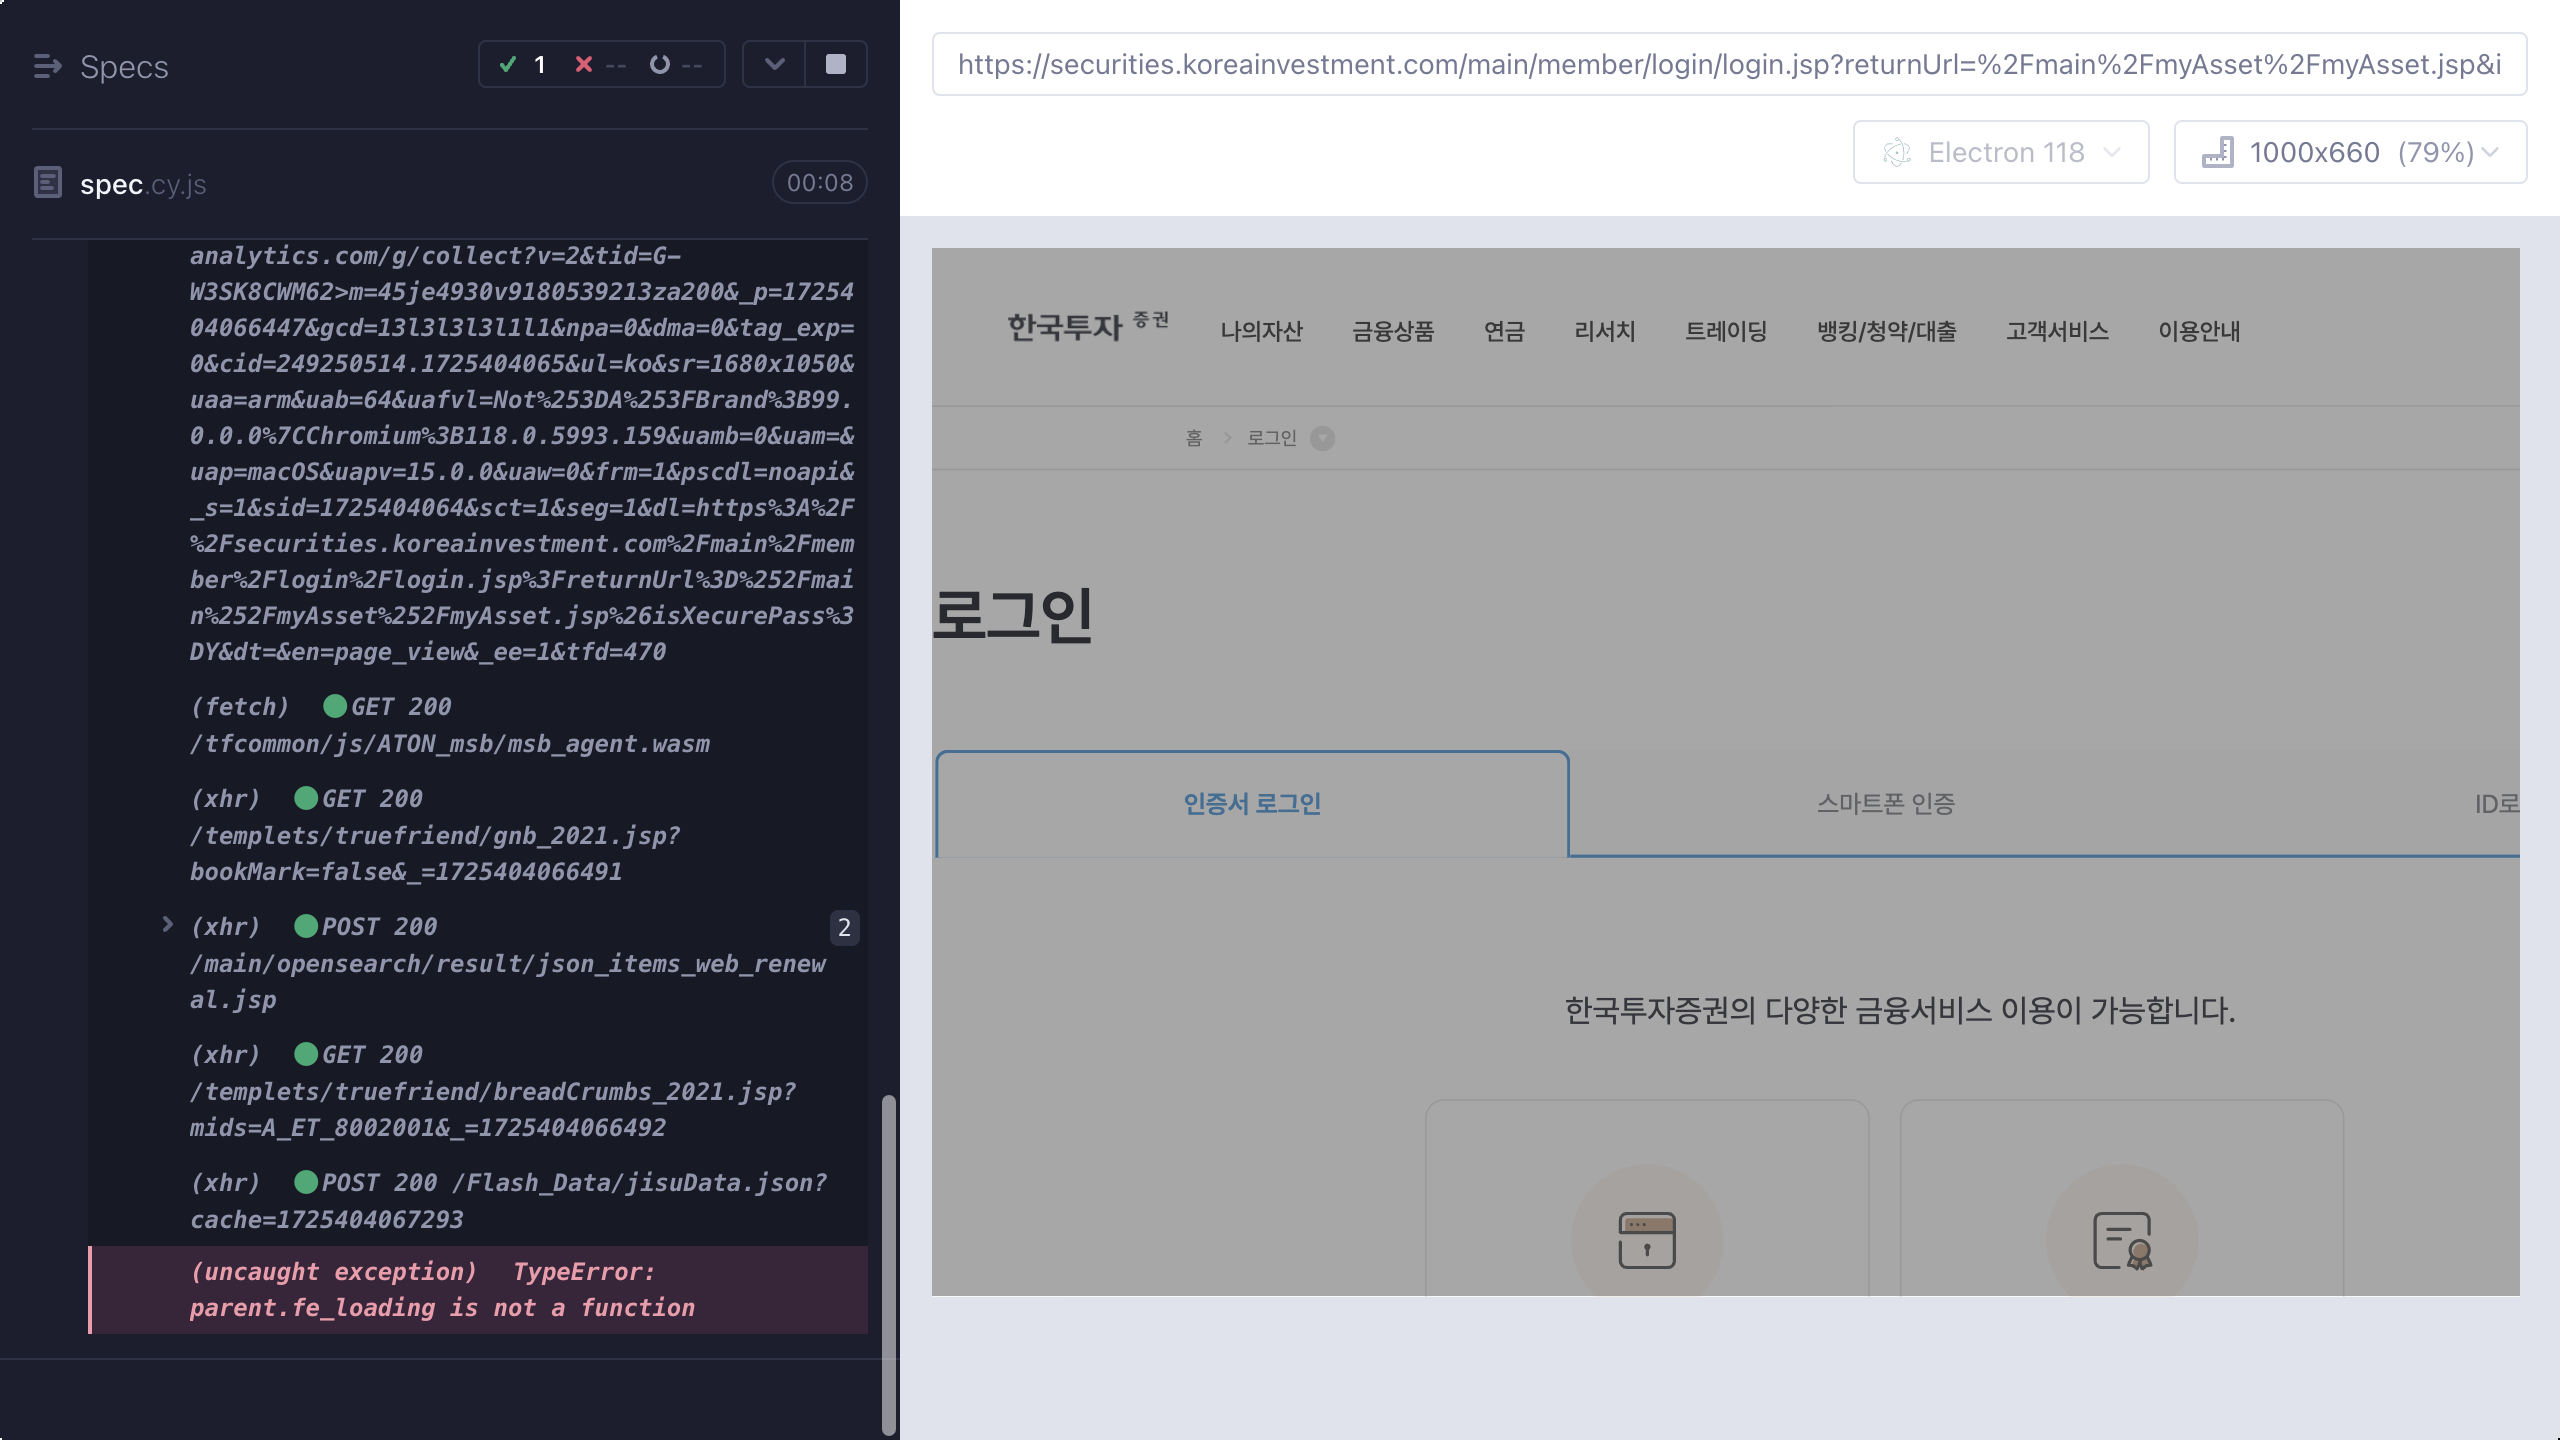 Specs
1
--
--
spec.cy.js
00:08
analytics.com/g/collect?v=2&tid=G-
W3SK8CWM62>m=45je4930v9180539213za200&_p=17254
04066447&gcd=13l3l3l3l1l1&npa=0&dma=0&tag_exp=
0&cid=249250514.1725404065&ul=ko&sr=1680x1050&
uaa=arm&uab=64&uafvl=Not%253DA%253FBrand%3B99.
0.0.0%7CChromium%3B118.0.5993.159&uamb=0&uam=&
uap=macOS&uapv=15.0.0&uaw=0&frm=1&pscdl=noapi&
_s=1&sid=1725404064&sct=1&seg=1&dl=https%3A%2F
%2Fsecurities.koreainvestment.com%2Fmain%2Fmem
ber%2Flogin%2Flogin.jsp%3FreturnUrl%3D%252Fmai
n%252FmyAsset%252FmyAsset.jsp%26isXecurePass%3
DY&dt=&en=page_view&_ee=1&tfd=470
(fetch) GET 200
/tfcommon/js/ATON_msb/msb_agent.wasm
(xhr) GET 200
/templets/truefriend/gnb_2021.jsp?
bookMark=false&_=1725404066491
(xhr) POST 200 2
/main/opensearch/result/json_items_web_renew
al.jsp
(xhr) GET 200
/templets/truefriend/breadCrumbs_2021.jsp?
mids=A_ET_8002001&_=1725404066492
(xhr) POST 200 /Flash_Data/jisuData.json?
cache=1725404067293
(uncaught exception) TypeError:
parent.fe_loading is not a function
https://securities.koreainvestment.com/main/member/login/login.jsp?returnUrl=%2Fmain%2FmyAsset%2FmyAsset.jsp&i
Electron 118
1000x660 (79%)
한국투자 증권 나의자산 금융상품 연금 리서치 트레이딩 뱅킹/청약/대출 고객서비스 이용안내
홈 로그인
로그인
인증서 로그인 스마트폰 인증 ID로
한국투자증권의 다양한 금융서비스 이용이 가능합니다.